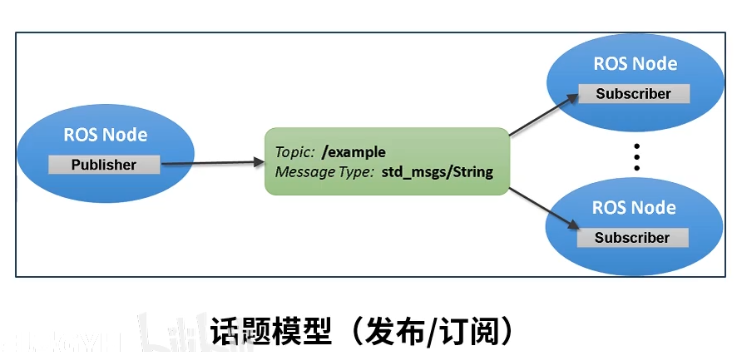 ROS Node
Publisher
Topic: /example
Message Type: std_msgs/String
ROS Node
Subscriber
ROS Node
Subscriber
话题模型（发布/订阅）
bilibili